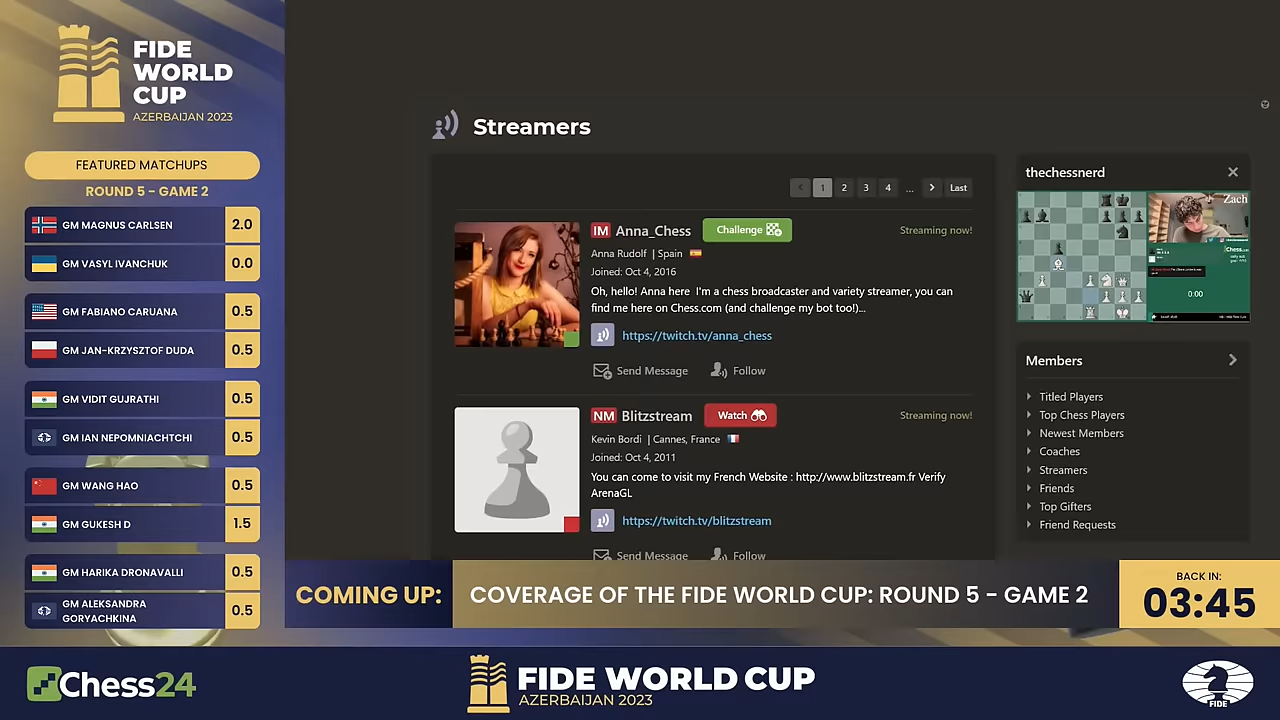 FIDE
WORLD
CUP
AZERBAIJAN 2023
FEATURED MATCHUPS
ROUND 5 - GAME 2
GM MAGNUS CARLSEN 2.0
GM VASYL IVANCHUK 0.0
GM FABIANO CARUANA 0.5
GM JAN-KRZYSZTOF DUDA 0.5
GM VIDIT GUJRATHI 0.5
GM IAN NEPOMNIACHTCHI 0.5
GM WANG HAO 0.5
GM GUKESH D 1.5
GM HARIKA DRONAVALLI 0.5
GM ALEKSANDRA
GORYACHKINA 0.5
Streamers
1 2 3 4 ... Last
IM Anna_Chess Challenge Streaming now!
Anna Rudolf | Spain
Joined: Oct 4, 2016
Oh, hello! Anna here I'm a chess broadcaster and variety streamer, you can
find me here on Chess.com (and challenge my bot too!)...
https://twitch.tv/anna_chess
Send Message Follow
NM Blitzstream Watch Streaming now!
Kevin Bordi | Cannes, France
Joined: Oct 4, 2011
You can come to visit my French Website : http://www.blitzstream.fr Verify
ArenaGL
https://twitch.tv/blitzstream
Send Message Follow
thechessnerd
Zach
0:00
Members
Titled Players
Top Chess Players
Newest Members
Coaches
Streamers
Friends
Top Gifters
Friend Requests
COMING UP: COVERAGE OF THE FIDE WORLD CUP: ROUND 5 - GAME 2
BACK IN:
03:45
Chess24
FIDE WORLD CUP
AZERBAIJAN 2023
FIDE